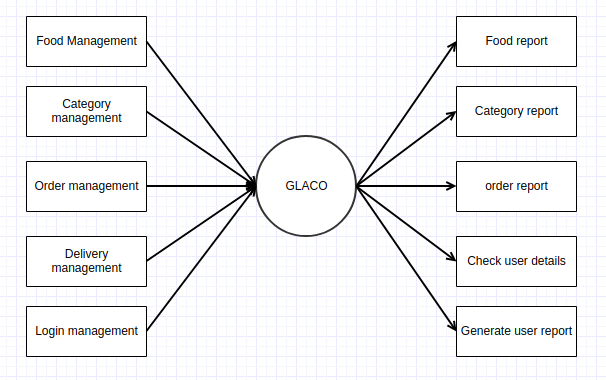 Food Management
Category
management
Order management
Delivery
management
Login management
GLACO
Food report
Category report
order report
Check user details
Generate user report